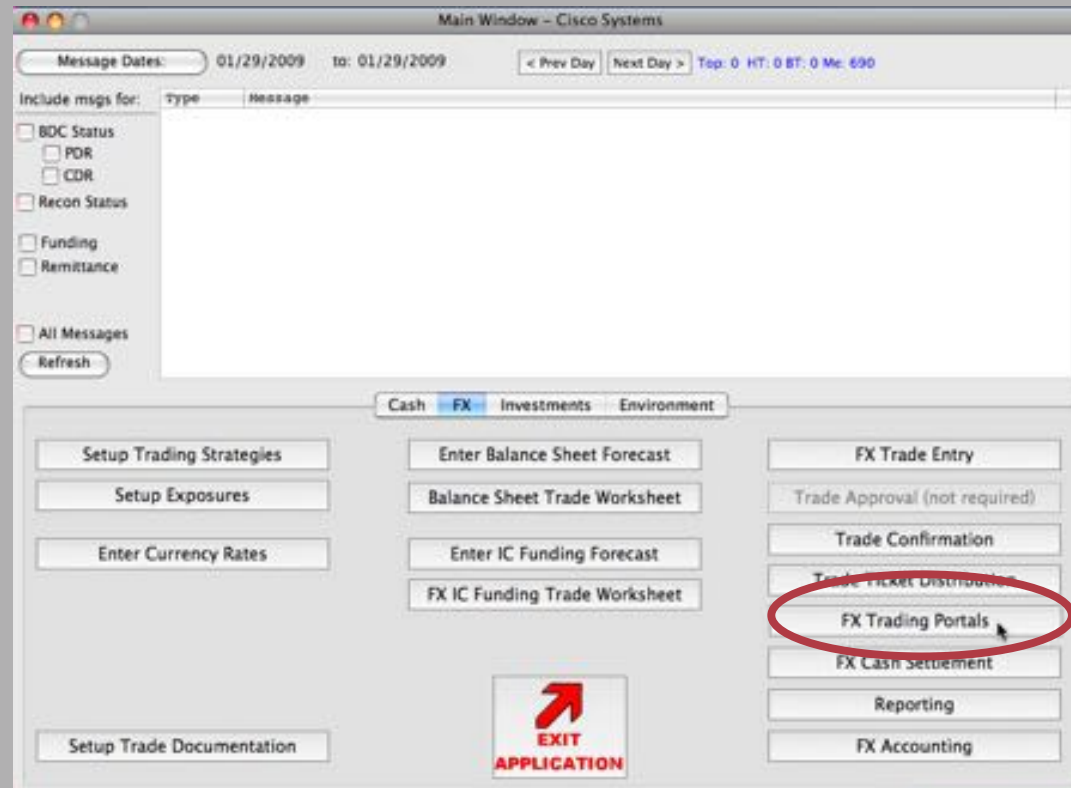 Main Window – Cisco Systems
Message Dates: 01/29/2009 to: 01/29/2009 < Prev Day Next Day > Top: 0 HT: 0 BT: 0 Me: 690
Include msgs for: Type Message
BDC Status
PDR
CDR
Recon Status
Funding
Remittance
All Messages
Refresh
Cash FX Investments Environment
Setup Trading Strategies
Setup Exposures
Enter Currency Rates
Setup Trade Documentation
Enter Balance Sheet Forecast
Balance Sheet Trade Worksheet
Enter IC Funding Forecast
FX IC Funding Trade Worksheet
EXIT
APPLICATION
FX Trade Entry
Trade Approval (not required)
Trade Confirmation
Trade Ticket Distribution
FX Trading Portals
FX Cash Settlement
Reporting
FX Accounting